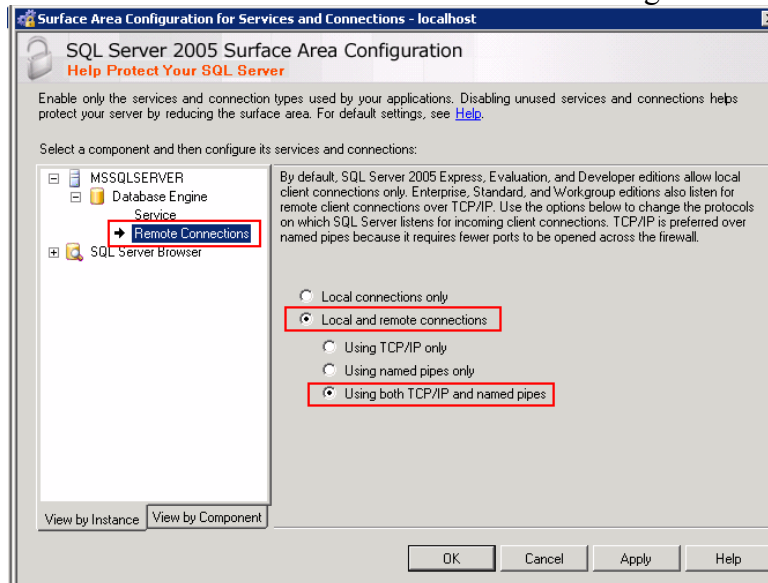 Surface Area Configuration for Services and Connections - localhost
SQL Server 2005 Surface Area Configuration
Help Protect Your SQL Server
Enable only the services and connection types used by your applications. Disabling unused services and connections helps
protect your server by reducing the surface area. For default settings, see Help.
Select a component and then configure its services and connections:
MSSQLSERVER
Database Engine
Service
Remote Connections
SQL Server Browser
View by Instance
View by Component
By default, SQL Server 2005 Express, Evaluation, and Developer editions allow local
client connections only. Enterprise, Standard, and Workgroup editions also listen for
remote client connections over TCP/IP. Use the options below to change the protocols
on which SQL Server listens for incoming client connections. TCP/IP is preferred over
named pipes because it requires fewer ports to be opened across the firewall.
Local connections only
Local and remote connections
Using TCP/IP only
Using named pipes only
Using both TCP/IP and named pipes
OK
Cancel
Apply
Help